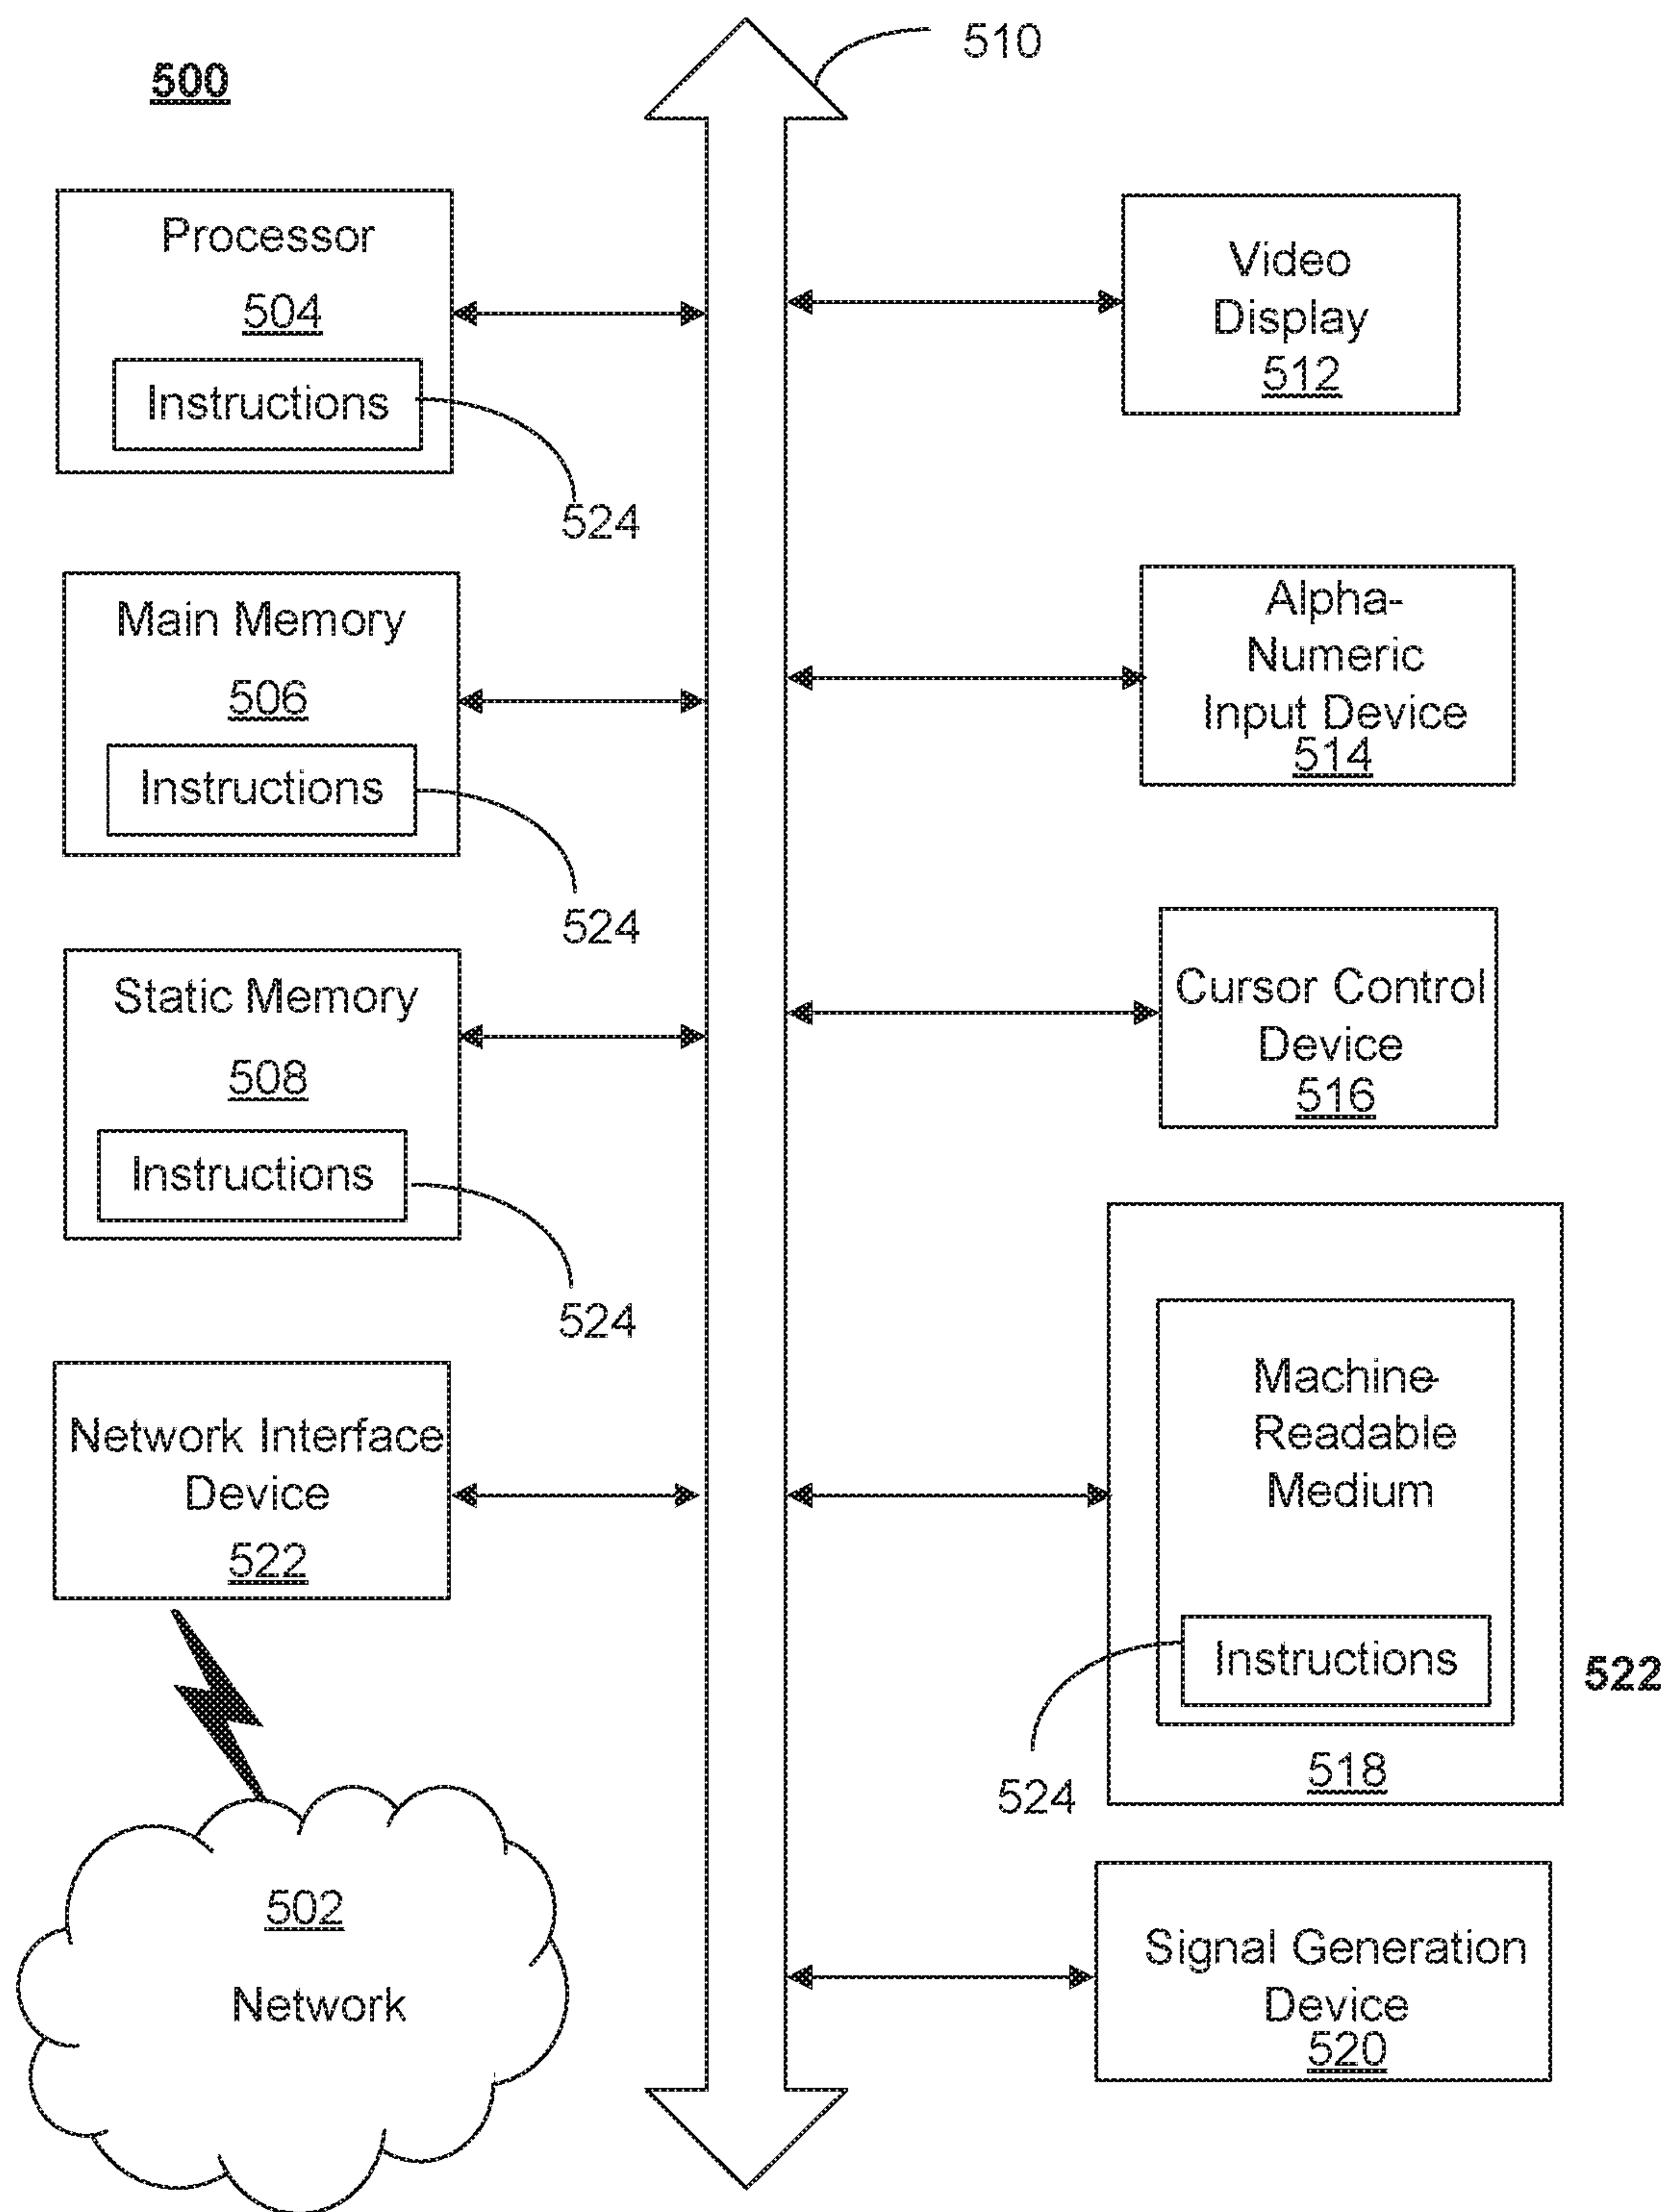 510
500
Processor
504
Instructions
524
Main Memory
506
Instructions
524
Static Memory
508
Instructions
524
Network Interface
Device
522
502
Network
Video
Display
512
Alpha-
Numeric
Input Device
514
Cursor Control
Device
516
Machine-
Readable
Medium
Instructions
522
518
524
Signal Generation
Device
520